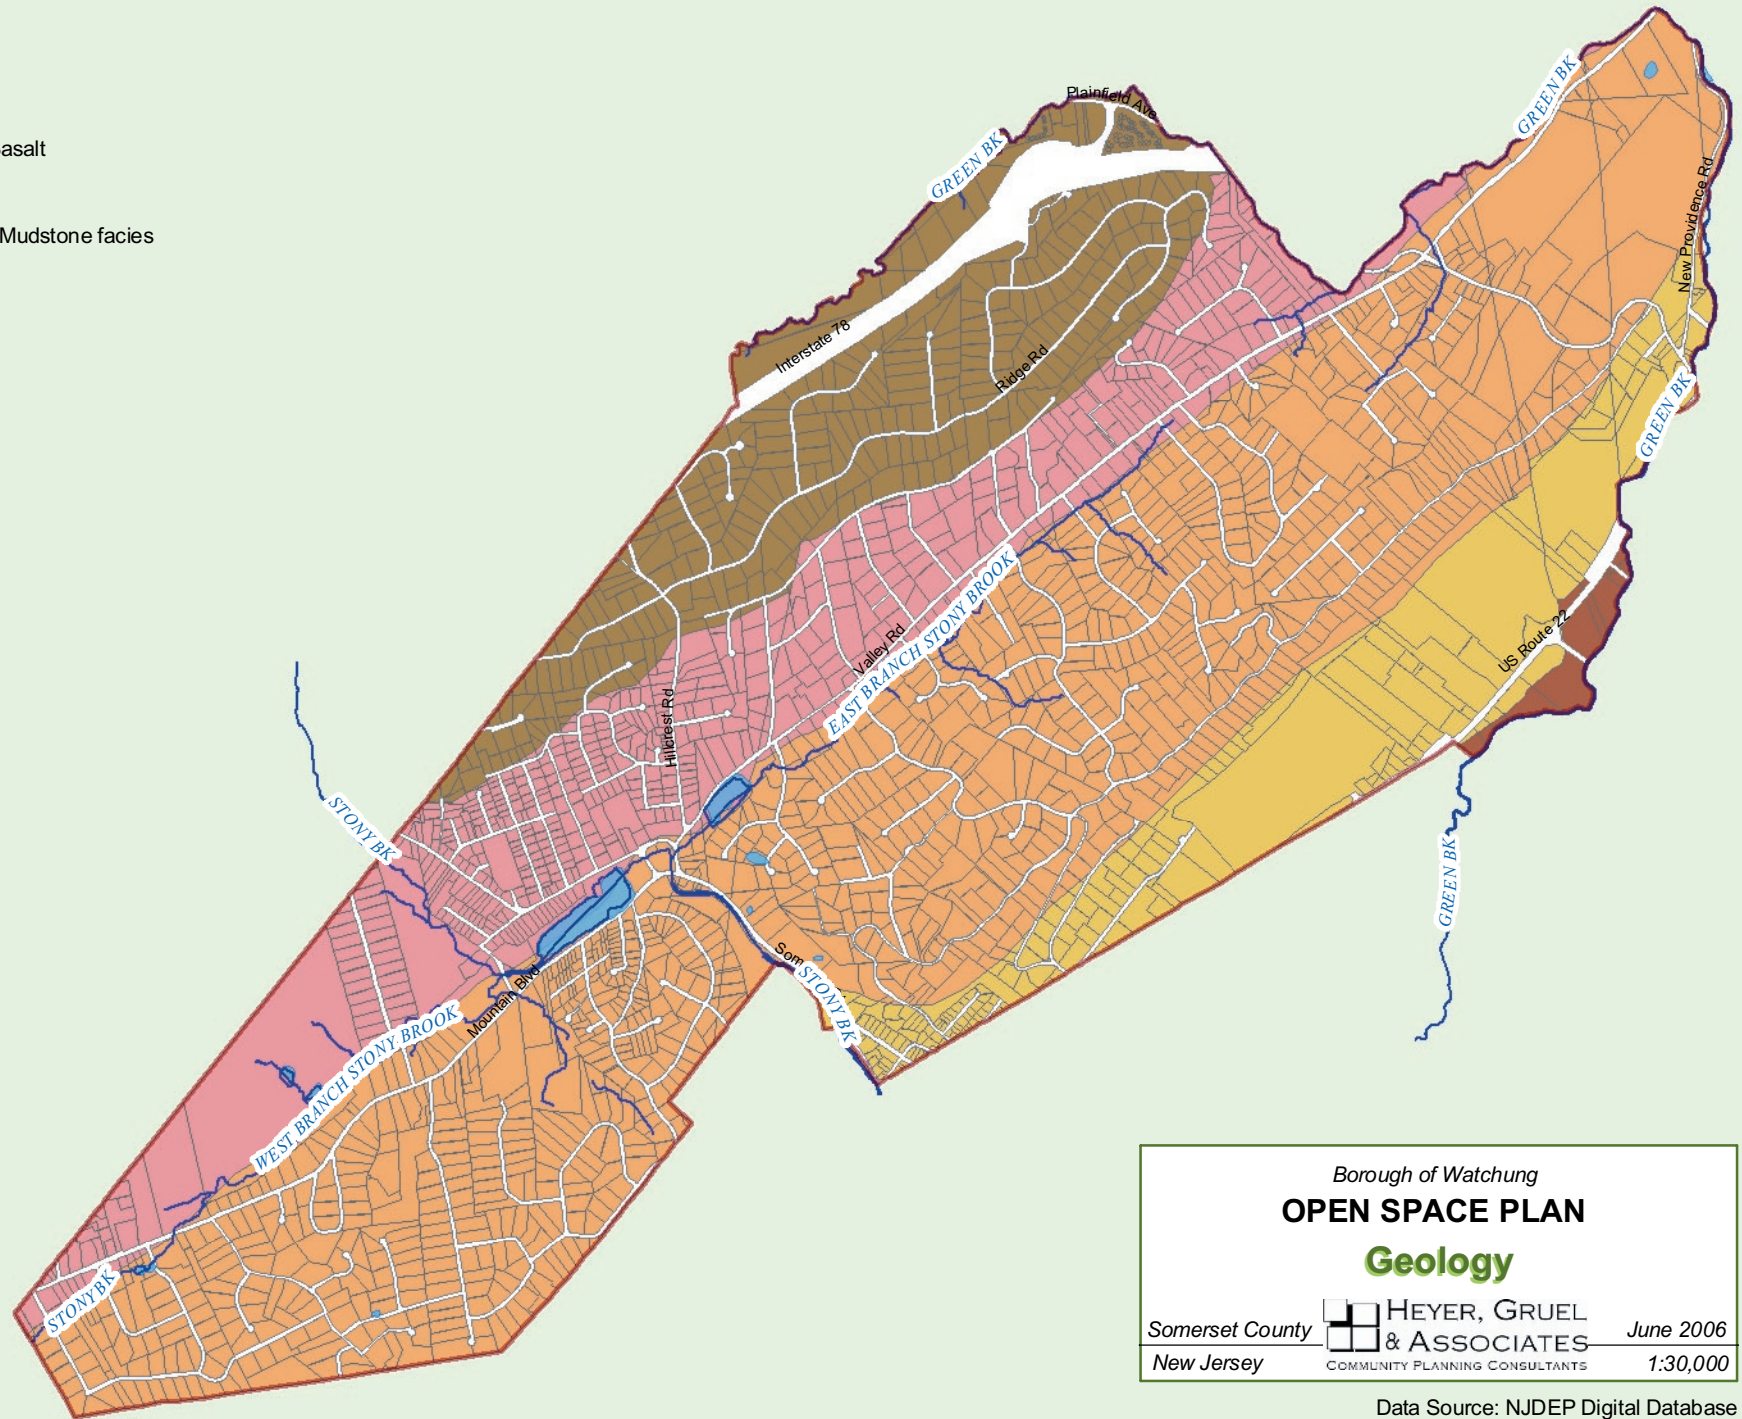 Basalt
Mudstone facies
Plainfield Ave
GREEN BK
GREEN BK
New Providence Rd
Interstate 78
Ridge Rd
GREEN BK
US Route 22
Valley Rd
EAST BRANCH STONY BROOK
Hillcrest Rd
STONY BK
GREEN BK
Som
STONY BK
Mountain Blvd
WEST BRANCH STONY BROOK
STONY BK
Borough of Watchung
OPEN SPACE PLAN
Geology
Somerset County
New Jersey
HEYER, GRUEL
& ASSOCIATES
COMMUNITY PLANNING CONSULTANTS
June 2006
1:30,000
Data Source: NJDEP Digital Database